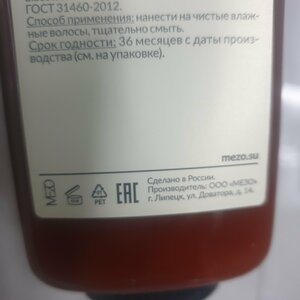 ГОСТ 31460-2012.
Способ применения: нанести на чистые влаж-
ные волосы, тщательно смыть.
Срок годности: 36 месяцев с даты произ-
водства (см. на упаковке).
mezo.su
Сделано в России.
Производитель: ООО «МЕЗО»
г. Липецк, ул. Доватора, д. 14
MEZO
PET
EAC